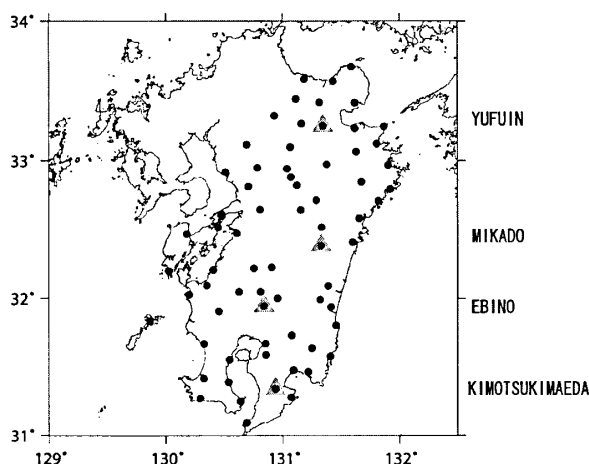 34°
YUFUIN
33°
MIKADO
EBINO
32°
KIMOTSUKIMAEDA
31°
129° 130° 131° 132°